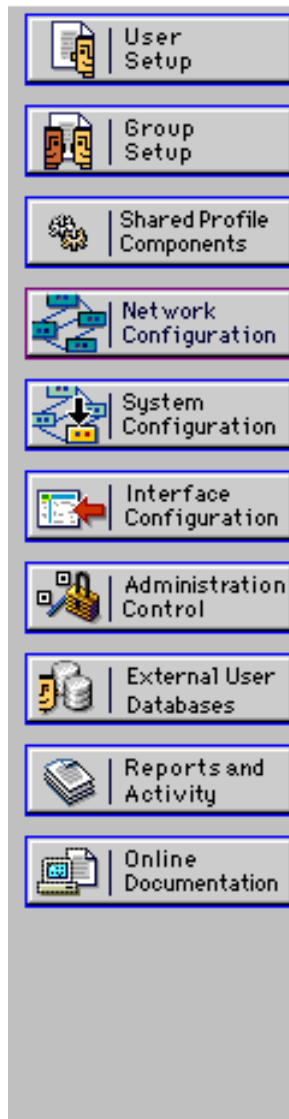 User
Setup
Group
Setup
Shared Profile
Components
Network
Configuration
System
Configuration
Interface
Configuration
Administration
Control
External User
Databases
Reports and
Activity
Online
Documentation